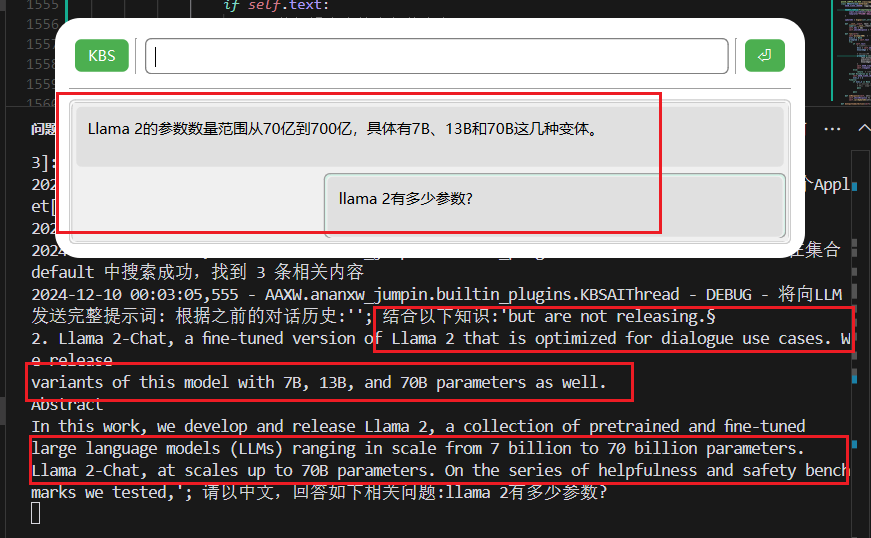 1555
if self.text:
1556
155
155
1559
1560
KBS
Llama 2的参数数量范围从70亿到700亿，具体有7B、13B和70B这几种变体。
llama 2有多少参数?
问题
3]:
202
个Appl
et[
202
202
在集合
default 中搜索成功，找到 3 条相关内容
2024-12-10 00:03:05,555 - AAXW.ananxw_jumpin.builtin_plugins.KBSAIThread - DEBUG - 将向LLM
发送完整提示词: 根据之前的对话历史:''; 结合以下知识:'but are not releasing.§
2. Llama 2-Chat, a fine-tuned version of Llama 2 that is optimized for dialogue use cases. W
e release
variants of this model with 7B, 13B, and 70B parameters as well.
Abstract
In this work, we develop and release Llama 2, a collection of pretrained and fine-tuned
large language models (LLMs) ranging in scale from 7 billion to 70 billion parameters.
Llama 2-Chat, at scales up to 70B parameters. On the series of helpfulness and safety bench
marks we tested,'; 请以中文，回答如下相关问题:llama 2有多少参数?